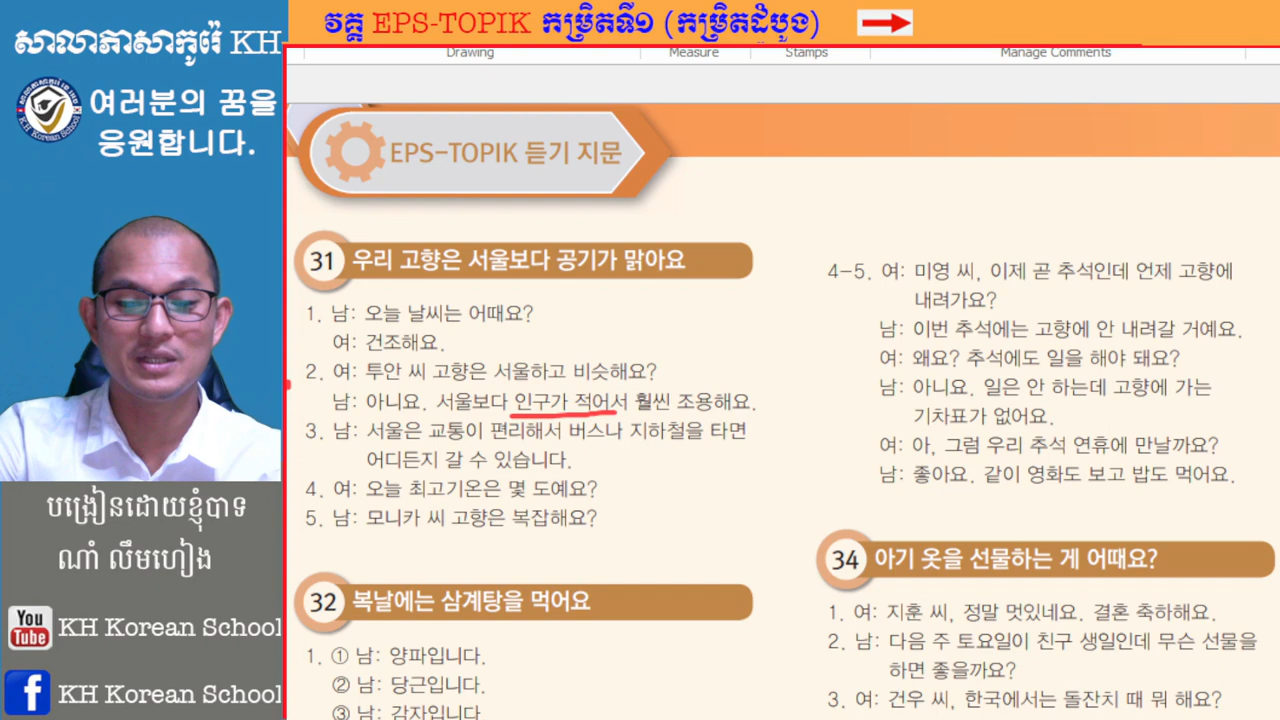 សាលាភាសាកូរ៉េ KH
여러분의 꿈을
응원합니다.
KH Korean School
បង្រៀនដោយខ្ញុំបាទ
ណាំ លឹមហៀង
You Tube KH Korean School
f KH Korean School
វគ្គ EPS-TOPIK កម្រិតទី១ (កម្រិតដំបូង)
Drawing Measure Stamps Manage Comments
EPS-TOPIK 듣기 지문
31 우리 고향은 서울보다 공기가 맑아요
1. 남: 오늘 날씨는 어때요?
여: 건조해요.
2. 여: 투안 씨 고향은 서울하고 비슷해요?
남: 아니요. 서울보다 인구가 적어서 훨씬 조용해요.
3. 남: 서울은 교통이 편리해서 버스나 지하철을 타면
어디든지 갈 수 있습니다.
4. 여: 오늘 최고기온은 몇 도예요?
5. 남: 모니카 씨 고향은 복잡해요?
32 복날에는 삼계탕을 먹어요
1. ① 남: 양파입니다.
② 남: 당근입니다.
③ 남: 감자입니다
4-5. 여: 미영 씨, 이제 곧 추석인데 언제 고향에
내려가요?
남: 이번 추석에는 고향에 안 내려갈 거예요.
여: 왜요? 추석에도 일을 해야 돼요?
남: 아니요. 일은 안 하는데 고향에 가는
기차표가 없어요.
여: 아, 그럼 우리 추석 연휴에 만날까요?
남: 좋아요. 같이 영화도 보고 밥도 먹어요.
34 아기 옷을 선물하는 게 어때요?
1. 여: 지훈 씨, 정말 멋있네요. 결혼 축하해요.
2. 남: 다음 주 토요일이 친구 생일인데 무슨 선물을
하면 좋을까요?
3. 여: 건우 씨, 한국에서는 돌잔치 때 뭐 해요?